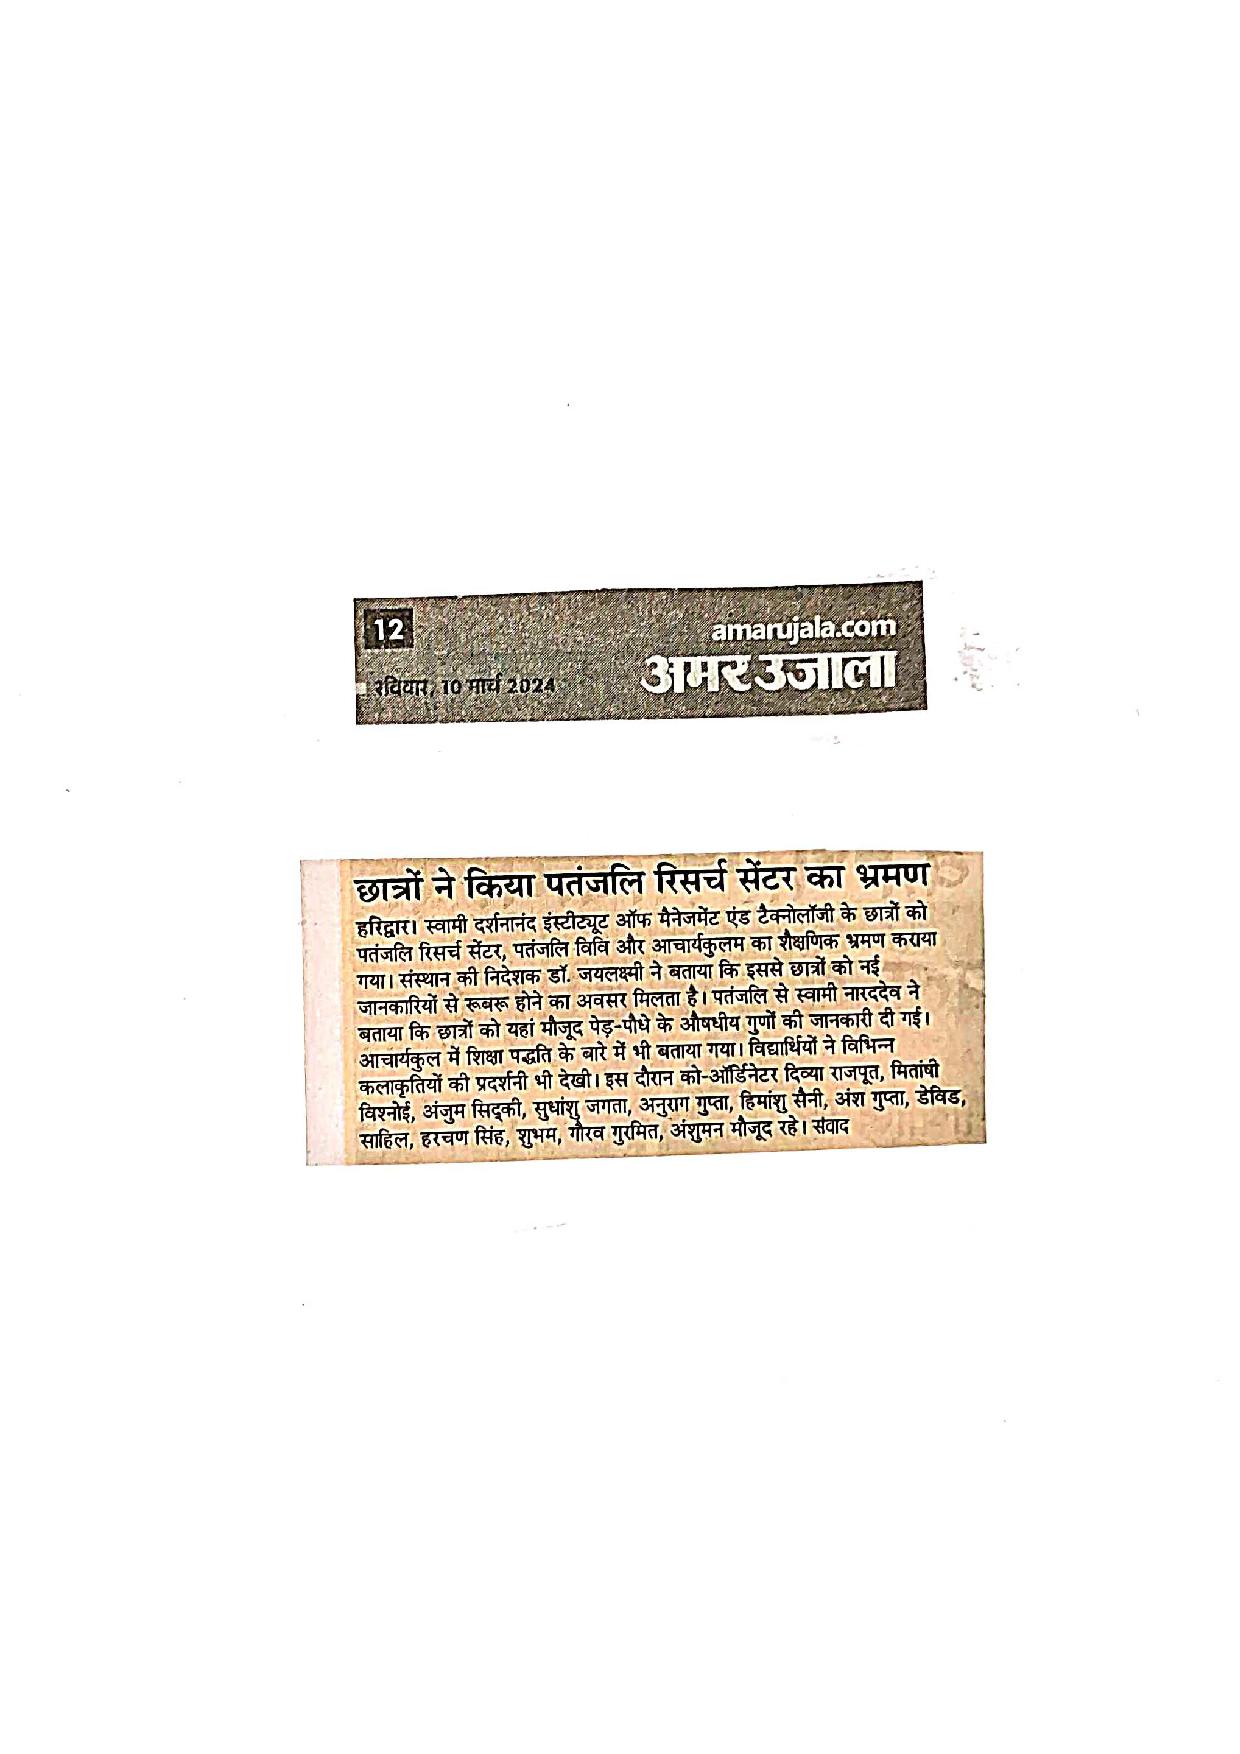 12
amarujala.com
रविवार, 10 मार्च 2024
अमर उजाला
छात्रों ने किया पतंजलि रिसर्च सेंटर का भ्रमण
हरिद्वार। स्वामी दर्शनानंद इंस्टीट्यूट ऑफ मैनेजमेंट एंड टैक्नोलॉजी के छात्रों को
पतंजलि रिसर्च सेंटर, पतंजलि विवि और आचार्यकुलम का शैक्षणिक भ्रमण कराया
गया। संस्थान की निदेशक डॉ. जयलक्ष्मी ने बताया कि इससे छात्रों को नई
जानकारियों से रूबरू होने का अवसर मिलता है। पतंजलि से स्वामी नारददेव ने
बताया कि छात्रों को यहां मौजूद पेड़-पौधे के औषधीय गुणों की जानकारी दी गई।
आचार्यकुल में शिक्षा पद्धति के बारे में भी बताया गया। विद्यार्थियों ने विभिन्न
कलाकृतियों की प्रदर्शनी भी देखी। इस दौरान को-ऑर्डिनेटर दिव्या राजपूत, मितांषी
विश्नोई, अंजुम सिद्की, सुधांशु जगता, अनुराग गुप्ता, हिमांशु सैनी, अंश गुप्ता, डेविड,
साहिल, हरचण सिंह, शुभम, गौरव गुरमित, अंशुमन मौजूद रहे। संवाद